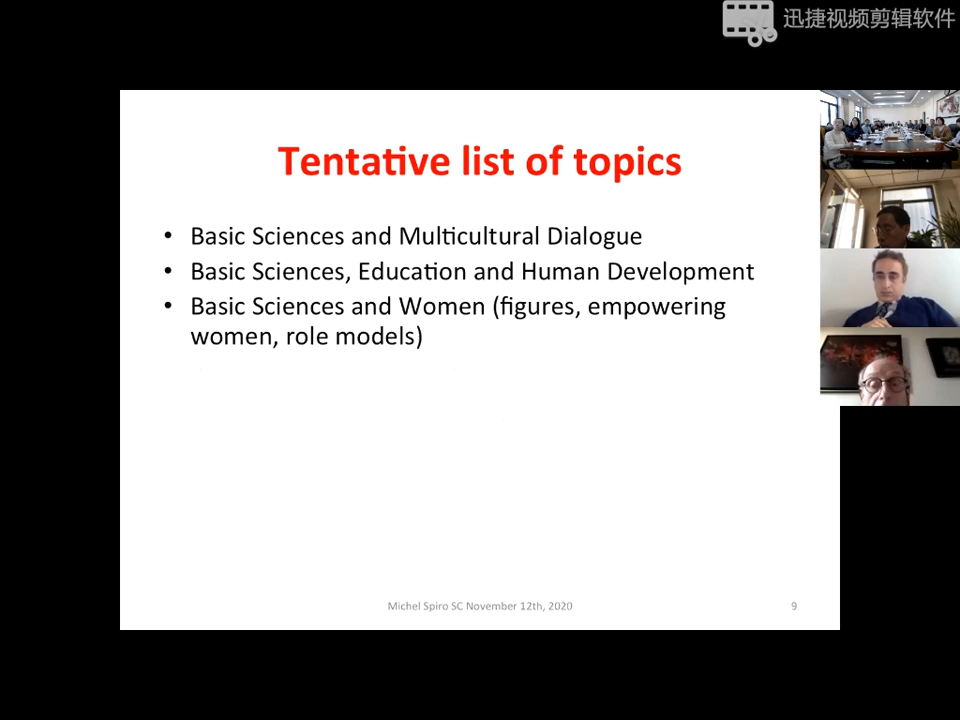 迅捷视频剪辑软件
Tentative list of topics
• Basic Sciences and Multicultural Dialogue
• Basic Sciences, Education and Human Development
• Basic Sciences and Women (figures, empowering
women, role models)
Michel Spiro SC November 12th, 2020
9